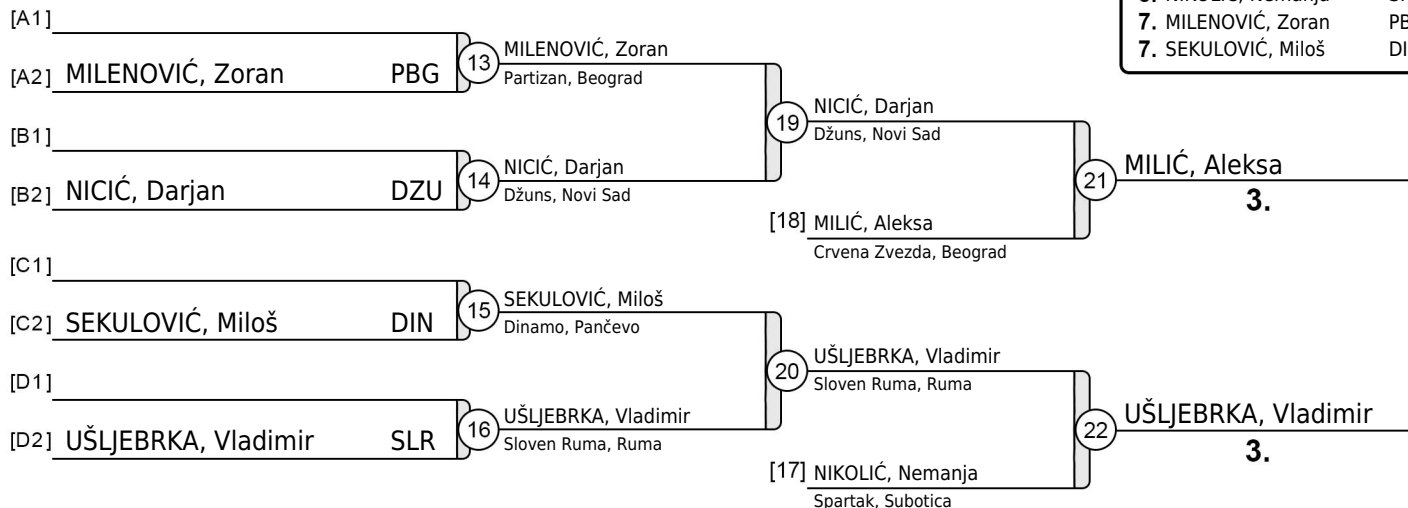 [A1]
[A2] MILENOVIĆ, Zoran PBG
13
MILENOVIĆ, Zoran
Partizan, Beograd
[B1]
[B2] NICIĆ, Darjan DZU
14
NICIĆ, Darjan
Džuns, Novi Sad
19
NICIĆ, Darjan
Džuns, Novi Sad
[18] MILIĆ, Aleksa
Crvena Zvezda, Beograd
21
MILIĆ, Aleksa
3.
[C1]
[C2] SEKULOVIĆ, Miloš DIN
15
SEKULOVIĆ, Miloš
Dinamo, Pančevo
[D1]
[D2] UŠLJEBRKA, Vladimir SLR
16
UŠLJEBRKA, Vladimir
Sloven Ruma, Ruma
20
UŠLJEBRKA, Vladimir
Sloven Ruma, Ruma
[17] NIKOLIĆ, Nemanja
Spartak, Subotica
22
UŠLJEBRKA, Vladimir
3.
7. MILENOVIĆ, Zoran
7. SEKULOVIĆ, Miloš